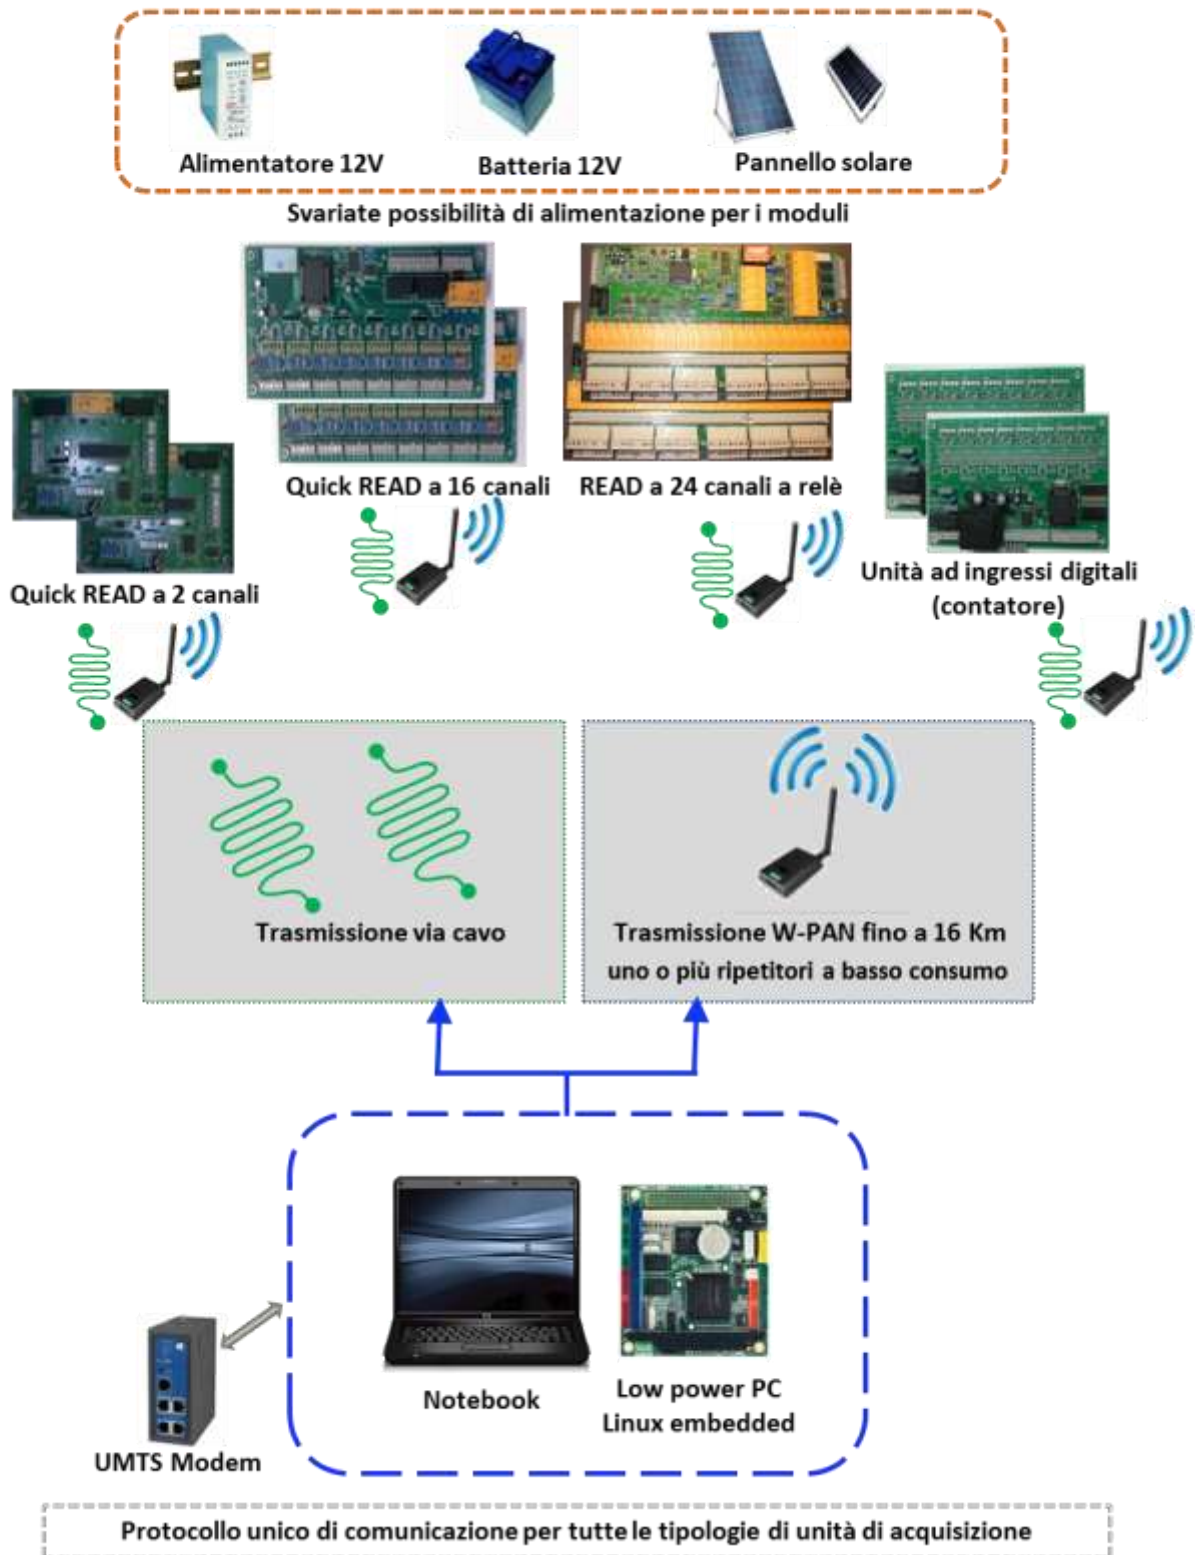 Alimentatore 12V
Batteria 12V
Pannello solare
Svariate possibilità di alimentazione per i moduli
Quick READ a 16 canali
READ a 24 canali a relè
Quick READ a 2 canali
Unità ad ingressi digitali
(contatore)
Trasmissione via cavo
Trasmissione W-PAN fino a 16 Km
uno o più ripetitori a basso consumo
Notebook
Low power PC
Linux embedded
UMTS Modem
Protocollo unico di comunicazione per tutte le tipologie di unità di acquisizione